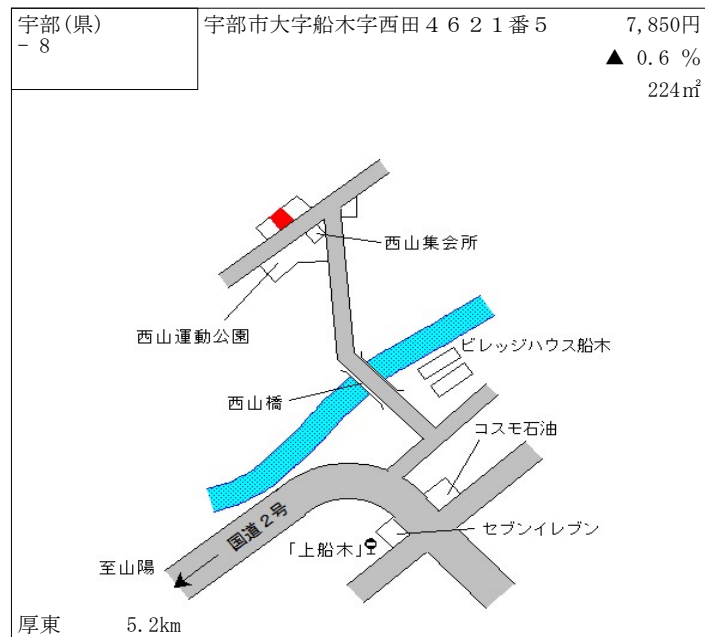 宇部(県)
- 8
宇部市大字船木字西田4621番5
7,850円
▲ 0.6 %
224㎡
西山集会所
西山運動公園
ビレッジハウス船木
西山橋
コスモ石油
国道2号
セブンイレブン
「上船木」
至山陽
厚東 5.2km